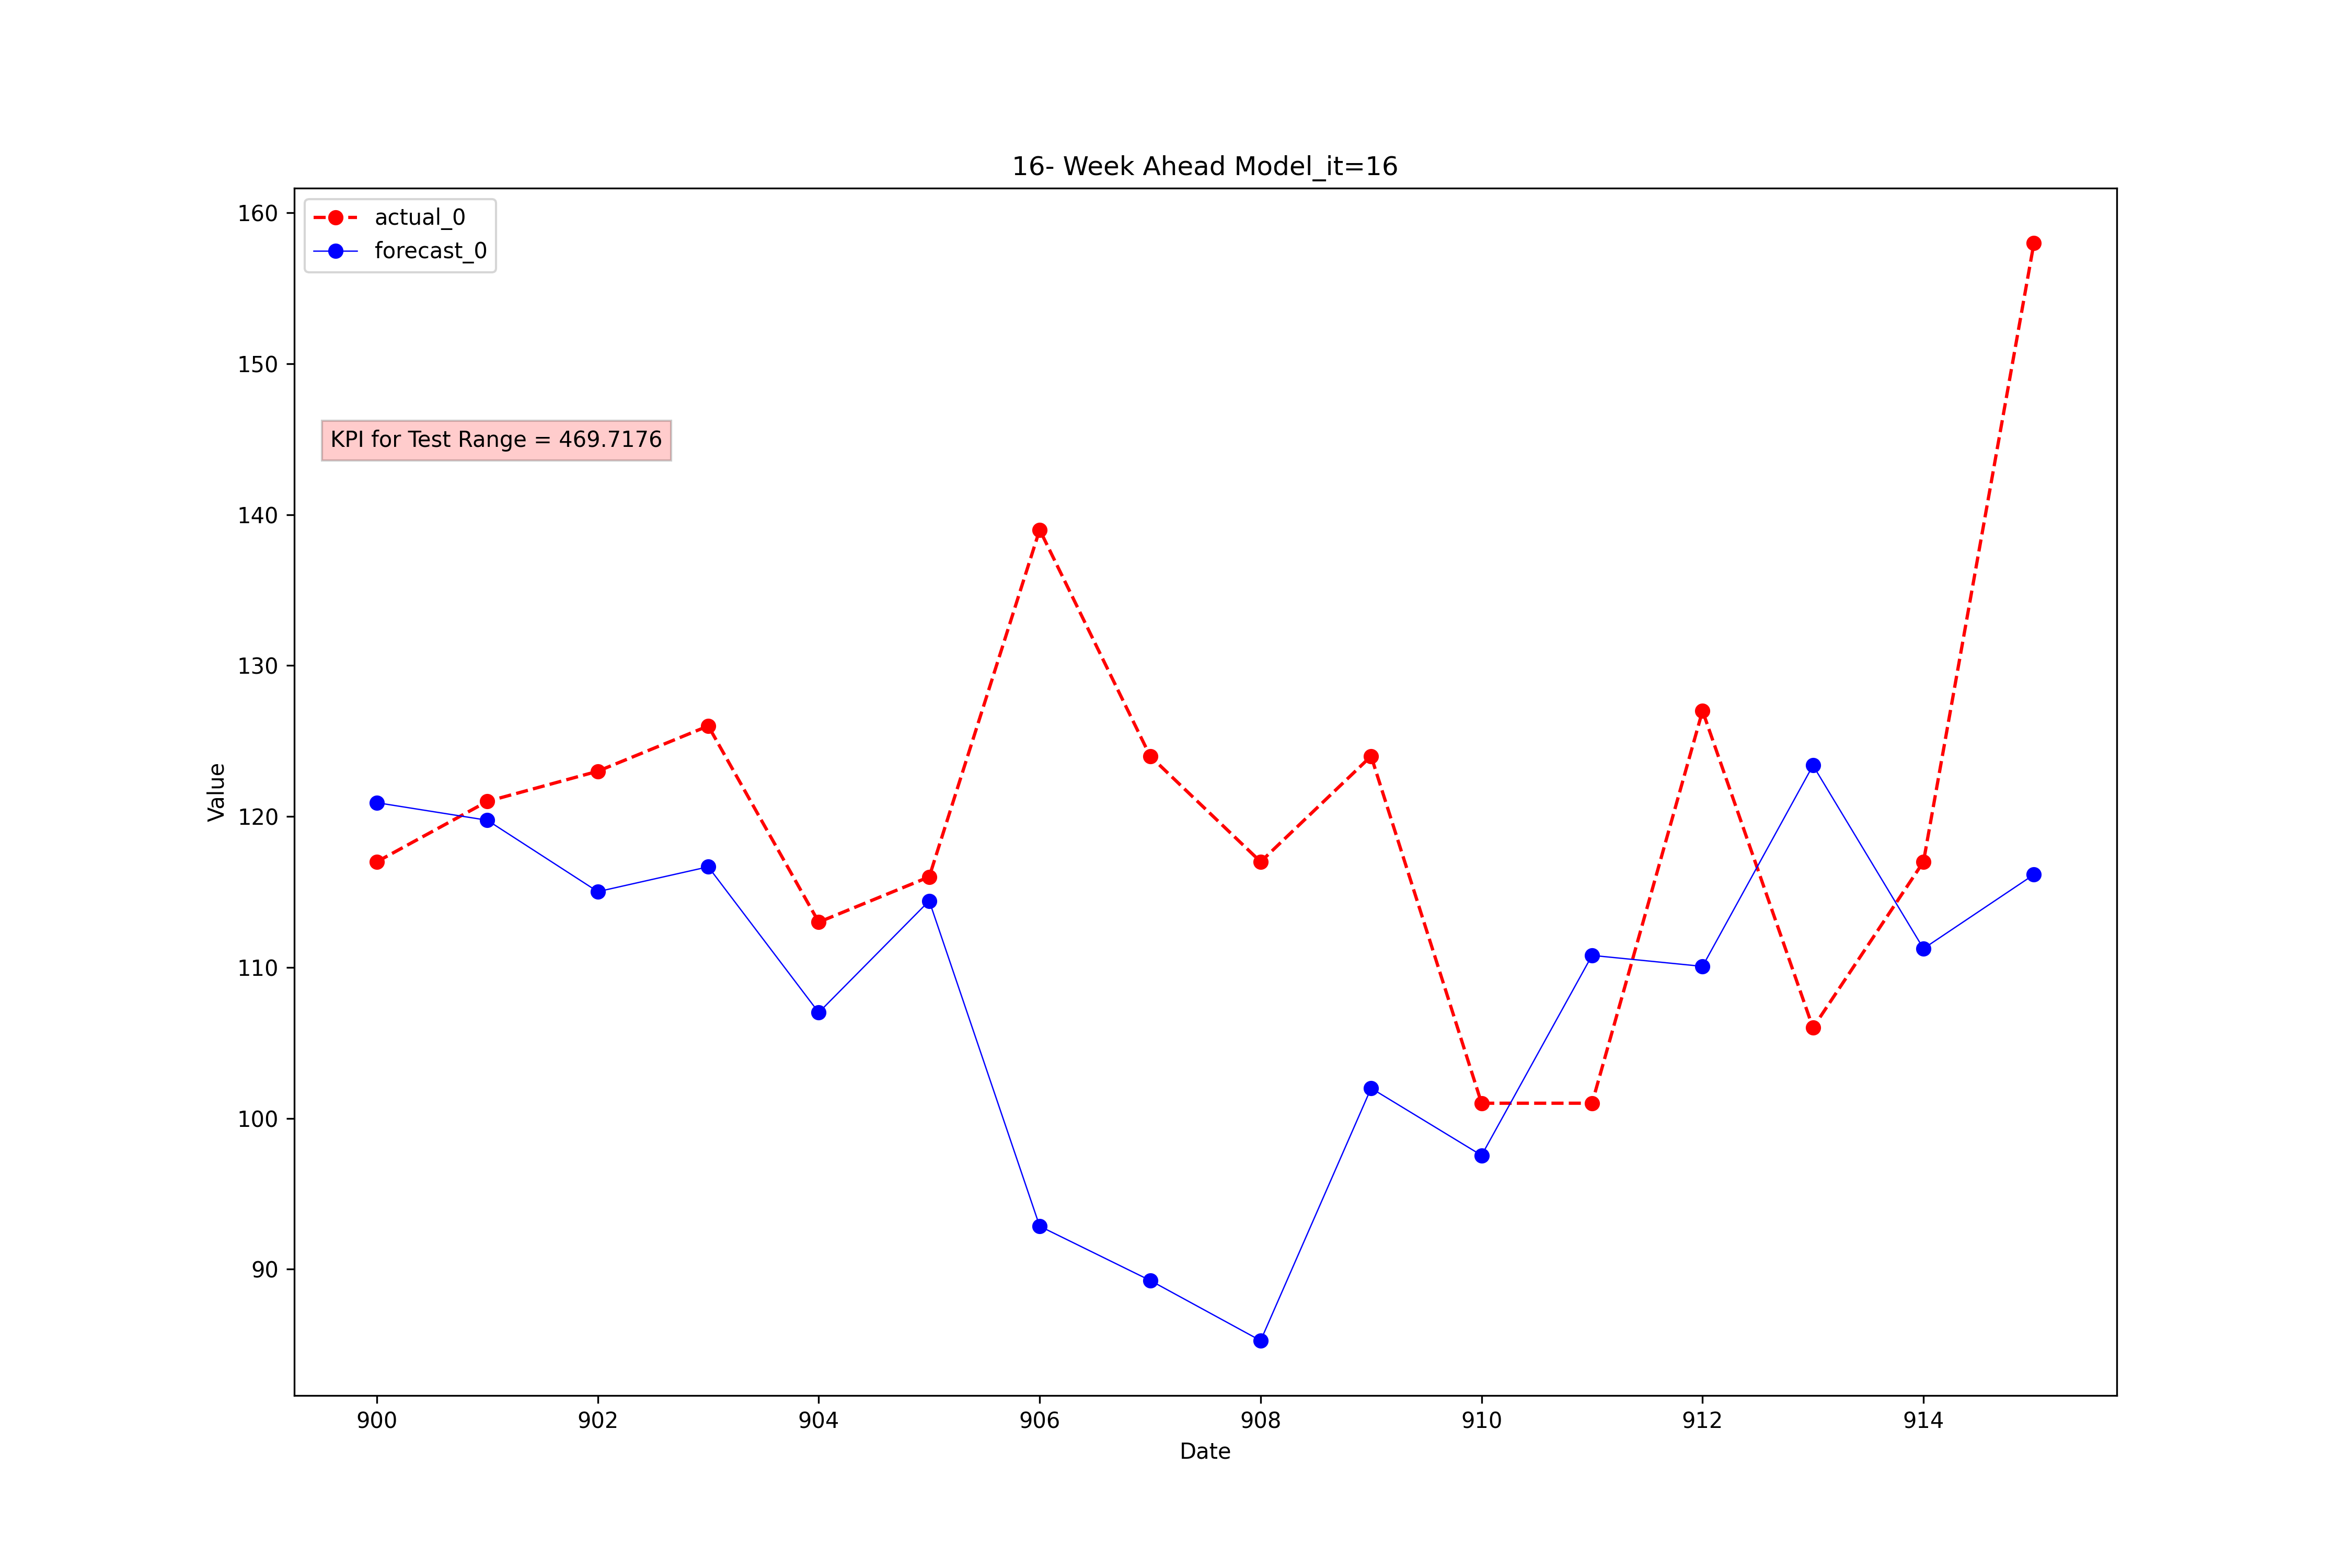 16- Week Ahead Model_it=16
actual_0
forecast_0
KPI for Test Range = 469.7176
160
150
140
130
120
110
100
90
Value
900 902 904 906 908 910 912 914
Date